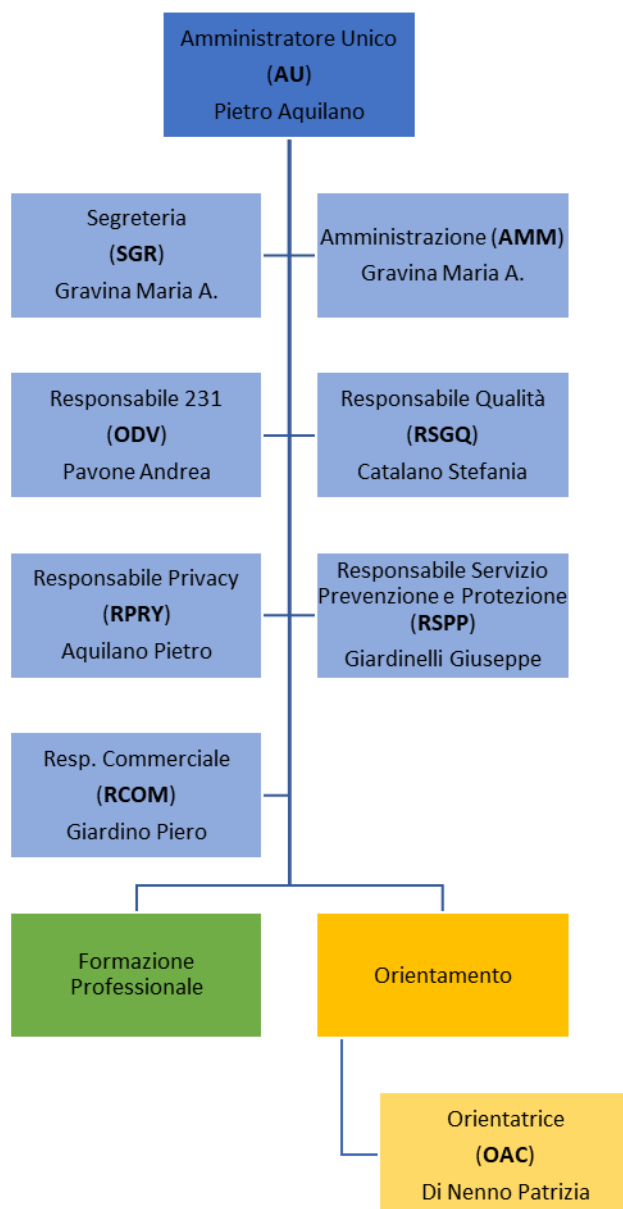 Amministratore Unico
(AU)
Pietro Aquilano
Segreteria
(SGR)
Gravina Maria A.
Amministrazione (AMM)
Gravina Maria A.
Responsabile 231
(ODV)
Pavone Andrea
Responsabile Qualità
(RSGQ)
Catalano Stefania
Responsabile Privacy
(RPRY)
Aquilano Pietro
Responsabile Servizio
Prevenzione e Protezione
(RSPP)
Giardinelli Giuseppe
Resp. Commerciale
(RCOM)
Giardino Piero
Formazione
Professionale
Orientamento
Orientatrice
(OAC)
Di Nenno Patrizia